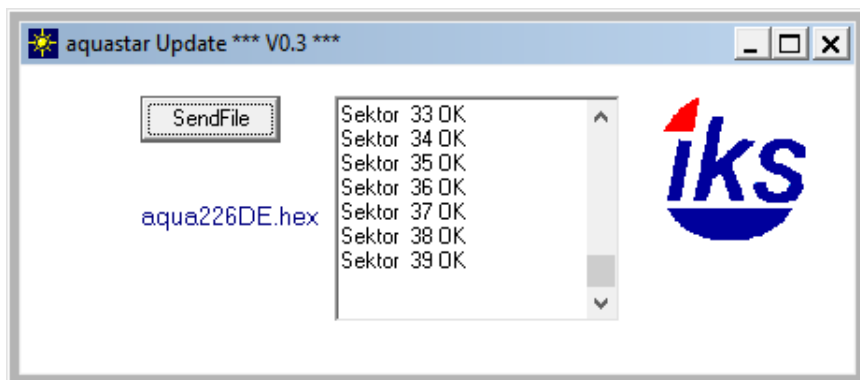 aquastar Update *** V0.3 ***
SendFile
aqua226DE.hex
Sektor 33 OK
Sektor 34 OK
Sektor 35 OK
Sektor 36 OK
Sektor 37 OK
Sektor 38 OK
Sektor 39 OK
iks